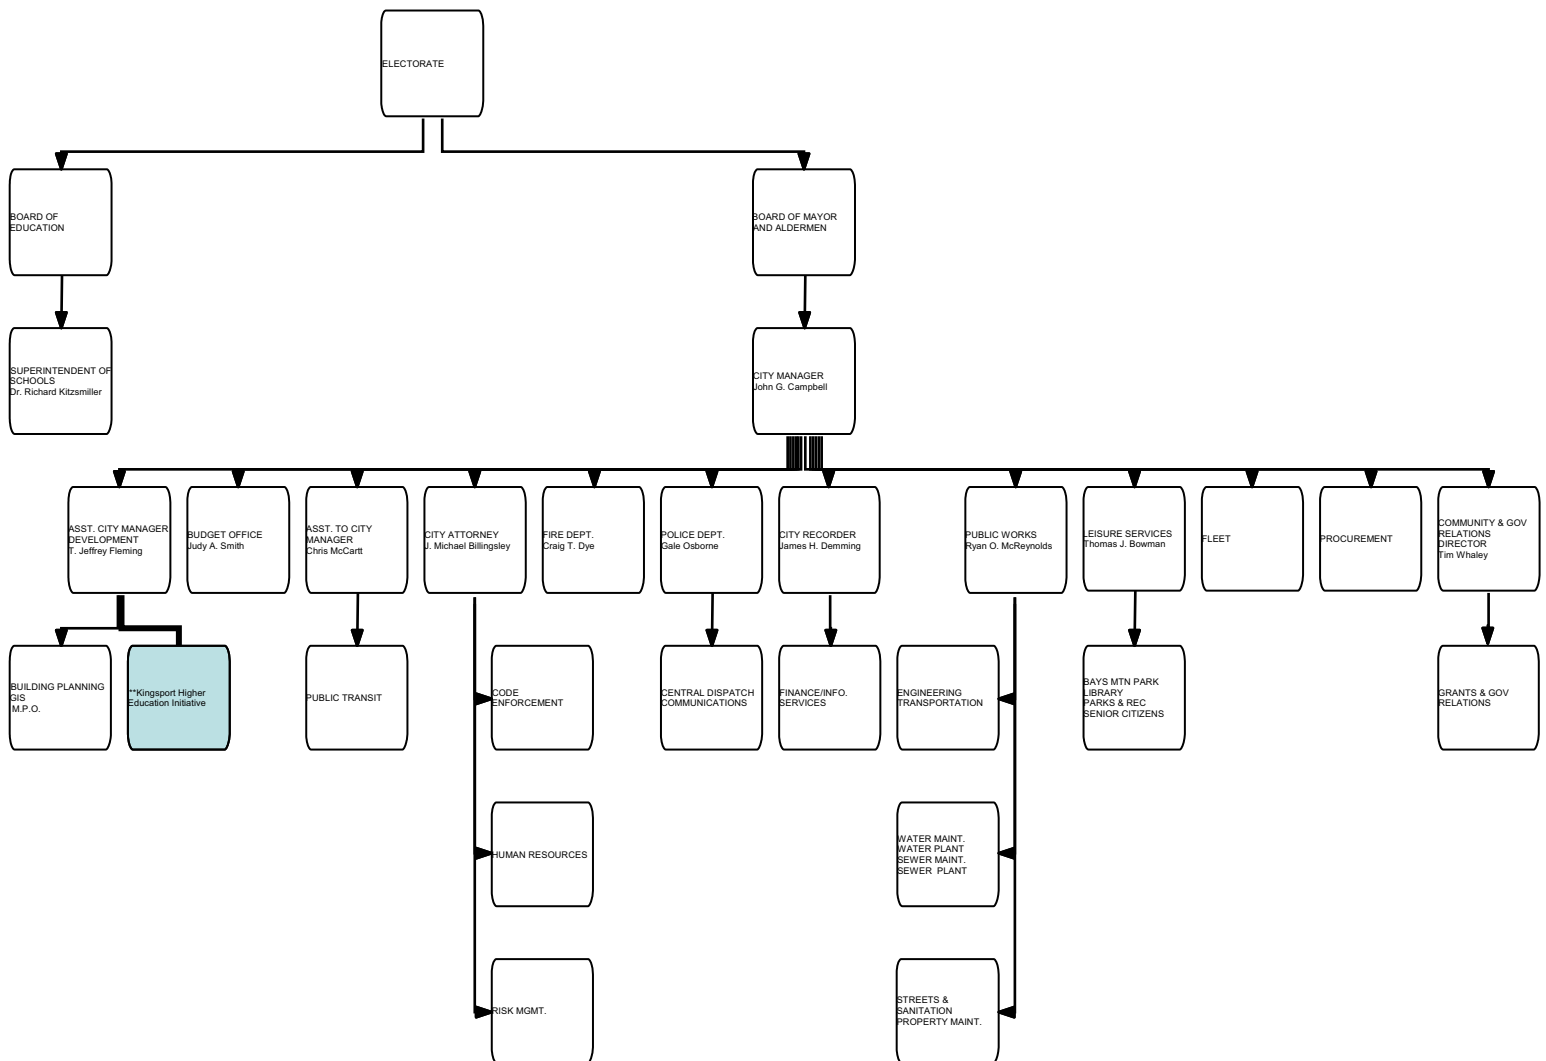 ELECTORATE
BOARD OF
EDUCATION
BOARD OF MAYOR
AND ALDERMEN
SUPERINTENDENT OF
SCHOOLS
Dr. Richard Kitzsmiller
CITY MANAGER
John G. Campbell
ASST. CITY MANAGER
DEVELOPMENT
T. Jeffrey Fleming
BUDGET OFFICE
Judy A. Smith
ASST. TO CITY
MANAGER
Chris McCartt
CITY ATTORNEY
J. Michael Billingsley
FIRE DEPT.
Craig T. Dye
POLICE DEPT.
Gale Osborne
CITY RECORDER
James H. Demming
PUBLIC WORKS
Ryan O. McReynolds
LEISURE SERVICES
Thomas J. Bowman
FLEET
PROCUREMENT
COMMUNITY & GOV
RELATIONS
DIRECTOR
Tim Whaley
BUILDING PLANNING
GIS
M.P.O.
**Kingsport Higher
Education Initiative
PUBLIC TRANSIT
CODE
ENFORCEMENT
CENTRAL DISPATCH
COMMUNICATIONS
FINANCE/INFO.
SERVICES
ENGINEERING
TRANSPORTATION
BAYS MTN PARK
LIBRARY
PARKS & REC
SENIOR CITIZENS
GRANTS & GOV
RELATIONS
HUMAN RESOURCES
WATER MAINT.
WATER PLANT
SEWER MAINT.
SEWER PLANT
RISK MGMT.
STREETS &
SANITATION
PROPERTY MAINT.